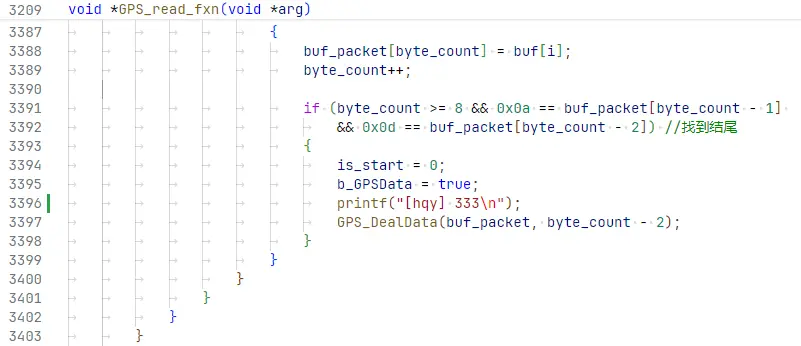 3209 void *GPS_read_fxn(void *arg)
3387 {
3388 buf_packet[byte_count] = buf[i];
3389 byte_count++;
3390
3391 if (byte_count >= 8 && 0x0a == buf_packet[byte_count - 1]
3392 && 0x0d == buf_packet[byte_count - 2]) //找到结尾
3393 {
3394 is_start = 0;
3395 b_GPSData = true;
3396 printf("[hqy] 333\n");
3397 GPS_DealData(buf_packet, byte_count - 2);
3398 }
3399 }
3400 }
3401 }
3402 }
3403 }